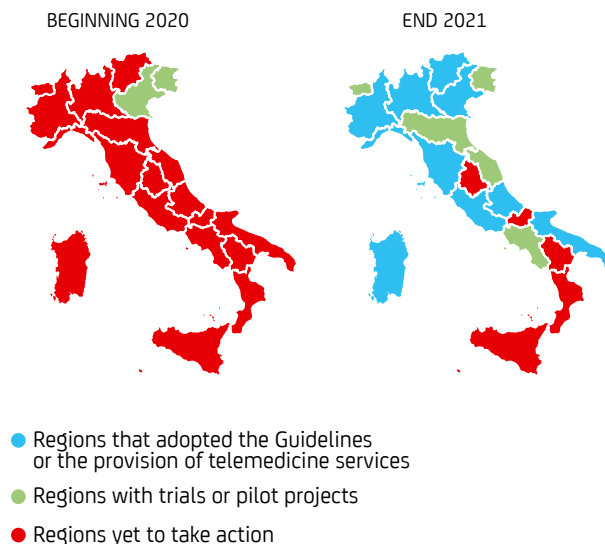 BEGINNING 2020
END 2021
Regions that adopted the Guidelines
or the provision of telemedicine services
Regions with trials or pilot projects
Regions yet to take action